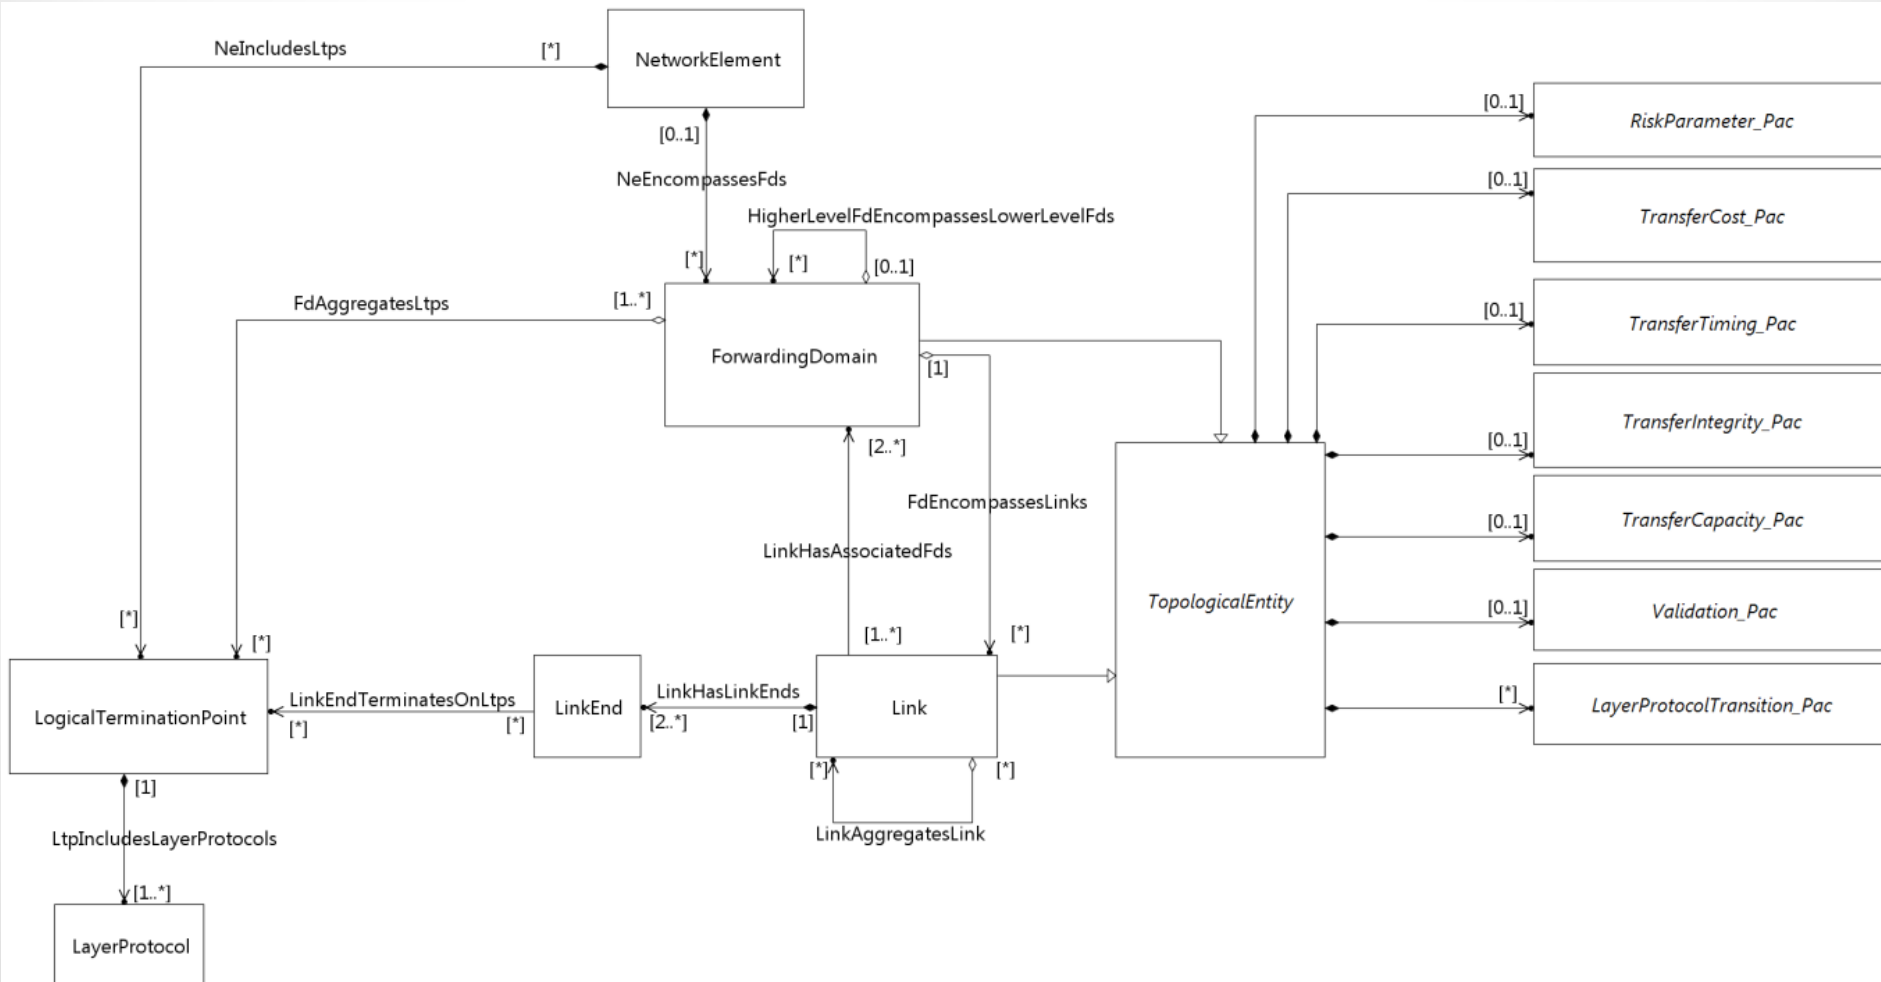 NeIncludesLtps
[*]
NetworkElement
[0..1]
RiskParameter_Pac
[0..1]
NeEncompassesFds
[0..1]
TransferCost_Pac
HigherLevelFdEncompassesLowerLevelFds
[*]
[*]
[0..1]
FdAggregatesLtps
[1..*]
[0..1]
TransferTiming_Pac
ForwardingDomain
[1]
[2..*]
[0..1]
TransferIntegrity_Pac
FdEncompassesLinks
LinkHasAssociatedFds
[0..1]
TransferCapacity_Pac
TopologicalEntity
[0..1]
Validation_Pac
[*]
[*]
[1..*]
[*]
LinkEndTerminatesOnLtps
LinkHasLinkEnds
[*]
LayerProtocolTransition_Pac
LogicalTerminationPoint
[*]
[*]
LinkEnd
[2..*]
[1]
Link
[1]
[*]
[*]
LtpIncludesLayerProtocols
LinkAggregatesLink
[1..*]
LayerProtocol